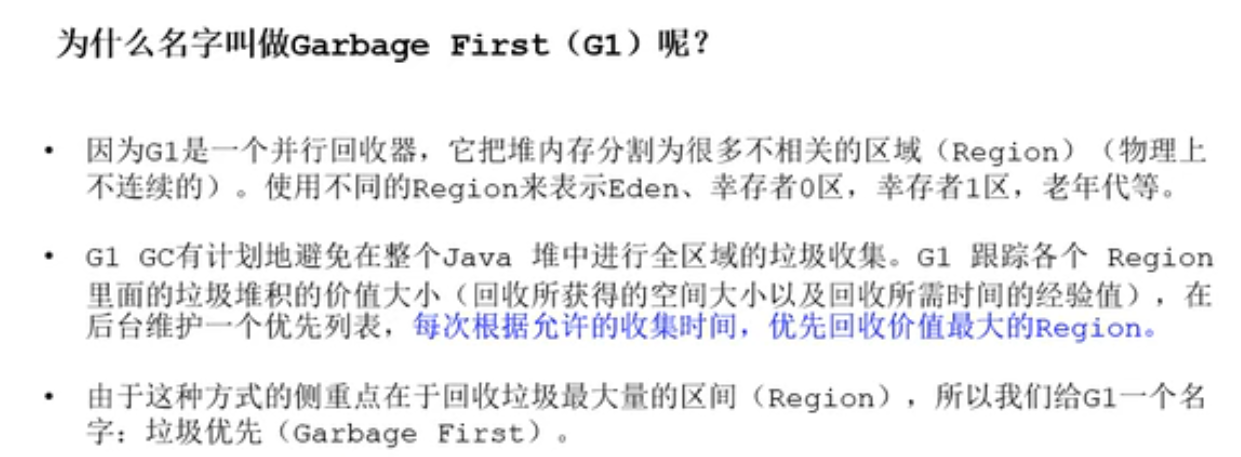 为什么名字叫做Garbage First（G1）呢？
• 因为G1是一个并行回收器，它把堆内存分割为很多不相关的区域（Region）（物理上
不连续的）。使用不同的Region来表示Eden、幸存者0区，幸存者1区，老年代等。
• G1 GC有计划地避免在整个Java 堆中进行全区域的垃圾收集。G1 跟踪各个 Region
里面的垃圾堆积的价值大小（回收所获得的空间大小以及回收所需时间的经验值），在
后台维护一个优先列表，每次根据允许的收集时间，优先回收价值最大的Region。
• 由于这种方式的侧重点在于回收垃圾最大量的区间（Region），所以我们给G1一个名
字：垃圾优先（Garbage First）。